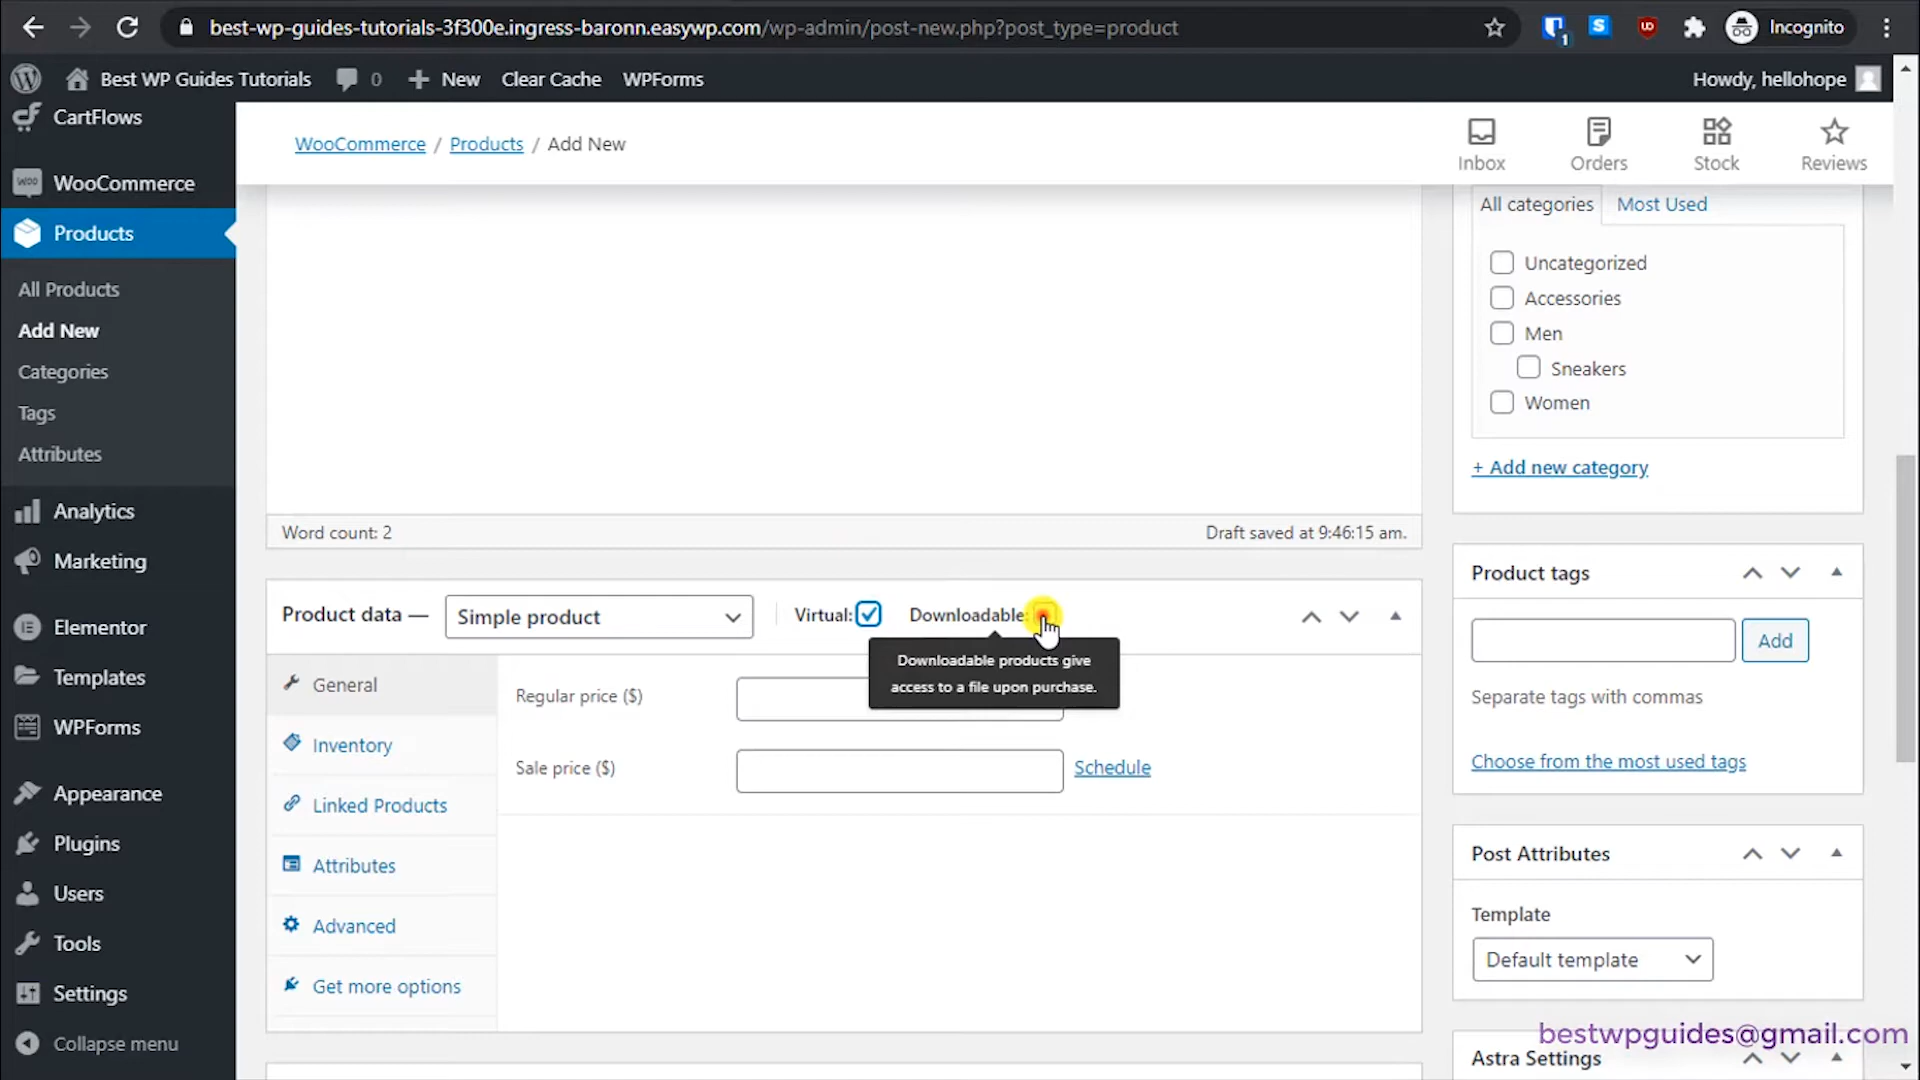 best-wp-guides-tutorials-3f300e.ingress-baronn.easywp.com/wp-admin/post-new.php?post_type=product
1
S
Incognito
Best WP Guides Tutorials
0
New
Clear Cache
WPForms
Howdy, hellohope
CartFlows
WooCommerce
Products
All Products
Add New
Categories
Tags
Attributes
Analytics
Marketing
Elementor
Templates
WPForms
Appearance
Plugins
Users
Tools
Settings
Collapse menu
WooCommerce / Products / Add New
Inbox
Orders
Stock
Reviews
Word count: 2
Draft saved at 9:46:15 am.
Product data —
Simple product
Virtual:
Downloadable:
Downloadable products give
access to a file upon purchase.
General
Inventory
Linked Products
Attributes
Advanced
Get more options
Regular price ($)
Sale price ($)
Schedule
All categories
Most Used
Uncategorized
Accessories
Men
Sneakers
Women
+ Add new category
Product tags
Add
Separate tags with commas
Choose from the most used tags
Post Attributes
Template
Default template
bestwpguides@gmail.com
Astra Settings